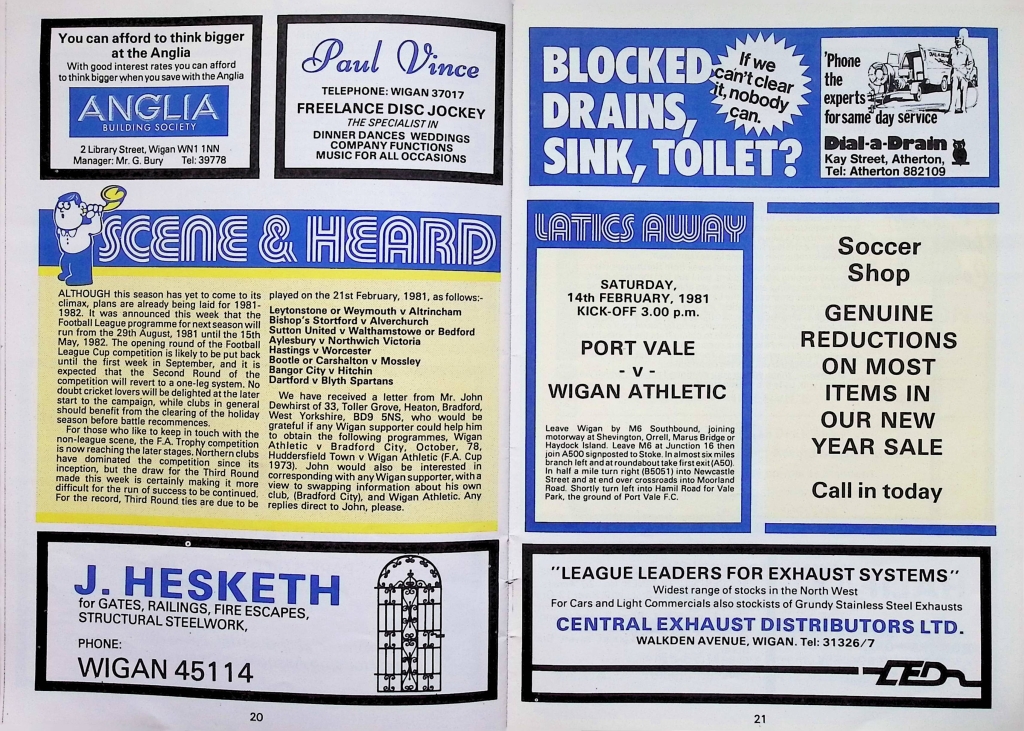 You can afford to think bigger
at the Anglia
With good interest rates you can afford
to think bigger when you save with the Anglia
ANGLIA
BUILDING SOCIETY
2 Library Street, Wigan WN1 1NN
Manager: Mr. G. Bury Tel: 39778
Paul Vince
TELEPHONE: WIGAN 37017
FREELANCE DISC JOCKEY
THE SPECIALIST IN
DINNER DANCES WEDDINGS
COMPANY FUNCTIONS
MUSIC FOR ALL OCCASIONS
SCENE & HEARD
ALTHOUGH this season has yet to come to its
climax, plans are already being laid for 1981-
1982. It was announced this week that the
Football League programme for next season will
run from the 29th August, 1981 until the 15th
May, 1982. The opening round of the Football
League Cup competition is likely to be put back
until the first week in September, and it is
expected that the Second Round of the
competition will revert to a one-leg system. No
doubt cricket lovers will be delighted at the later
start to the campaign, while clubs in general
should benefit from the clearing of the holiday
season before battle recommences.
For those who like to keep in touch with the
non-league scene, the F.A. Trophy competition
is now reaching the later stages. Northern clubs
have dominated the competition since its
inception, but the draw for the Third Round
made this week is certainly making it more
difficult for the run of success to be continued.
For the record, Third Round ties are due to be
played on the 21st February, 1981, as follows:-
Leytonstone or Weymouth v Altrincham
Bishop's Stortford v Alverchurch
Sutton United v Walthamstowe or Bedford
Aylesbury v Northwich Victoria
Hastings v Worcester
Bootle or Carshalton v Mossley
Bangor City v Hitchin
Dartford v Blyth Spartans
We have received a letter from Mr. John
Dewhirst of 33, Toller Grove, Heaton, Bradford,
West Yorkshire, BD9 5NS, who would be
grateful if any Wigan supporter could help him
to obtain the following programmes, Wigan
Athletic v Bradford City, October, 78,
Huddersfield Town v Wigan Athletic (F.A. Cup
1973). John would also be interested in
corresponding with any Wigan supporter, with a
view to swapping information about his own
club, (Bradford City), and Wigan Athletic. Any
replies direct to John, please.
J. HESKETH
for GATES, RAILINGS, FIRE ESCAPES,
STRUCTURAL STEELWORK,
PHONE:
WIGAN 45114
20
BLOCKED
DRAINS,
SINK, TOILET?
If we
can't clear
it, nobody
can.
'Phone
the
experts
for same day service
Dial-a-Drain
Kay Street, Atherton,
Tel: Atherton 882109
LATICS AWAY
SATURDAY,
14th FEBRUARY, 1981
KICK-OFF 3.00 p.m.
PORT VALE
- v -
WIGAN ATHLETIC
Leave Wigan by M6 Southbound, joining
motorway at Shevington, Orrell, Marus Bridge or
Haydock Island. Leave M6 at Junction 16 then
join A500 signposted to Stoke. In almost six miles
branch left and at roundabout take first exit (A50).
In half a mile turn right (B5051) into Newcastle
Street and at end over crossroads into Moorland
Road. Shortly turn left into Hamil Road for Vale
Park, the ground of Port Vale F.C.
Soccer
Shop
GENUINE
REDUCTIONS
ON MOST
ITEMS IN
OUR NEW
YEAR SALE
Call in today
"LEAGUE LEADERS FOR EXHAUST SYSTEMS"
Widest range of stocks in the North West
For Cars and Light Commercials also stockists of Grundy Stainless Steel Exhausts
CENTRAL EXHAUST DISTRIBUTORS LTD.
WALKDEN AVENUE, WIGAN. Tel: 31326/7
CED
21